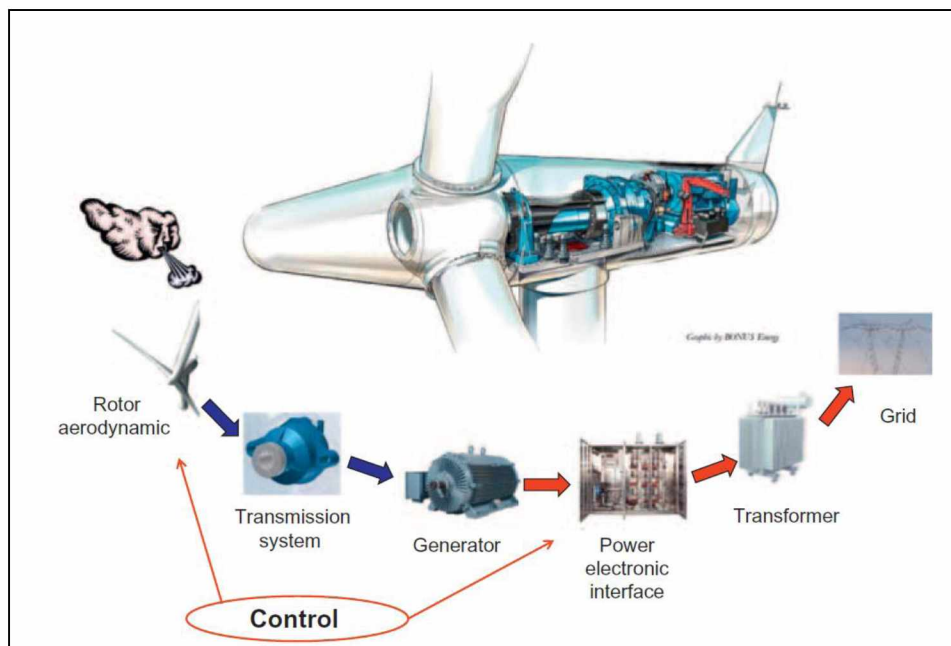 Graphic by BONUS Energy
Rotor
aerodynamic
Grid
Transmission
system
Generator
Power
electronic
interface
Transformer
Control